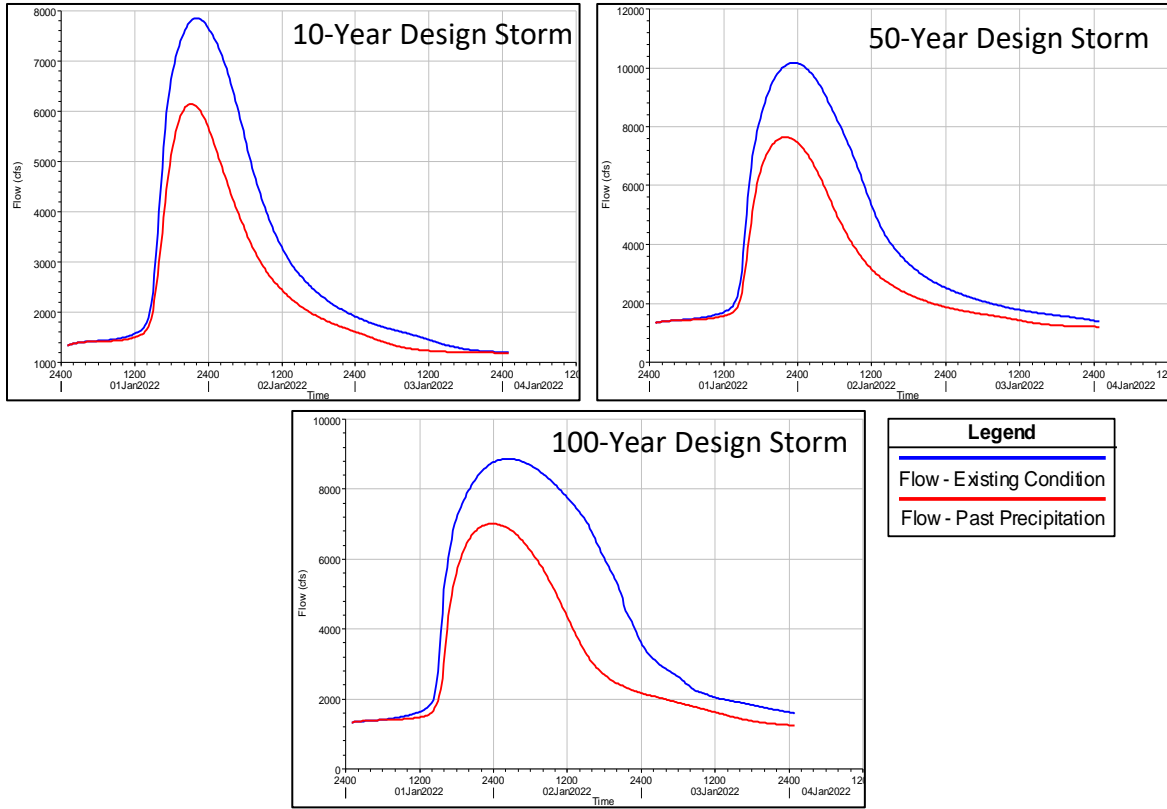 10-Year Design Storm
8000
7000
6000
5000
4000
3000
2000
1000
Flow (cfs)
2400 1200 2400 1200 2400 1200 2400 1200
| 01Jan2022 | 02Jan2022 | 03Jan2022 | 04Jan2022
Time
50-Year Design Storm
12000
10000
8000
6000
4000
2000
0
Flow (cfs)
2400 1200 2400 1200 2400 1200 2400
| 01Jan2022 | 02Jan2022 | 03Jan2022 | 04Jan2022
Time
100-Year Design Storm
10000
8000
6000
4000
2000
0
Flow (cfs)
2400 1200 2400 1200 2400 1200 2400
| 01Jan2022 | 02Jan2022 | 03Jan2022 | 04Jan2022
Time
Legend
Flow - Existing Condition
Flow - Past Precipitation